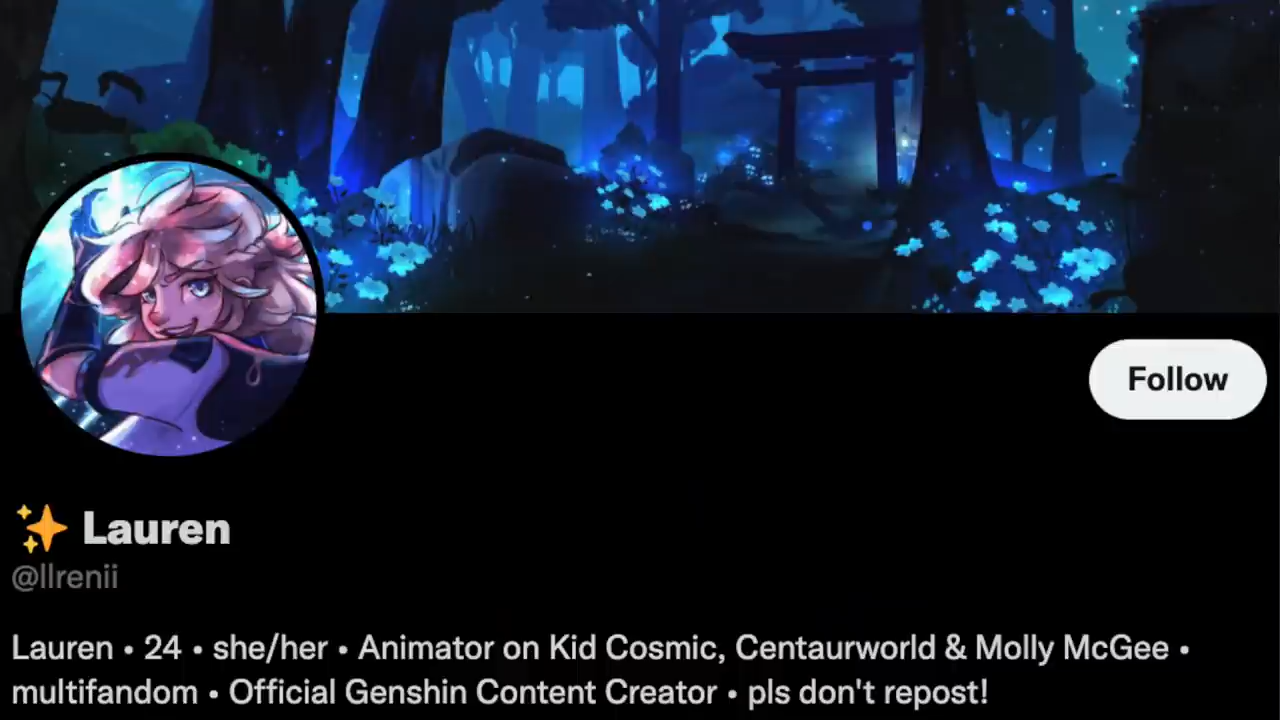 Follow
✨ Lauren
@llrenii
Lauren • 24 • she/her • Animator on Kid Cosmic, Centaurworld & Molly McGee •
multifandom • Official Genshin Content Creator • pls don't repost!